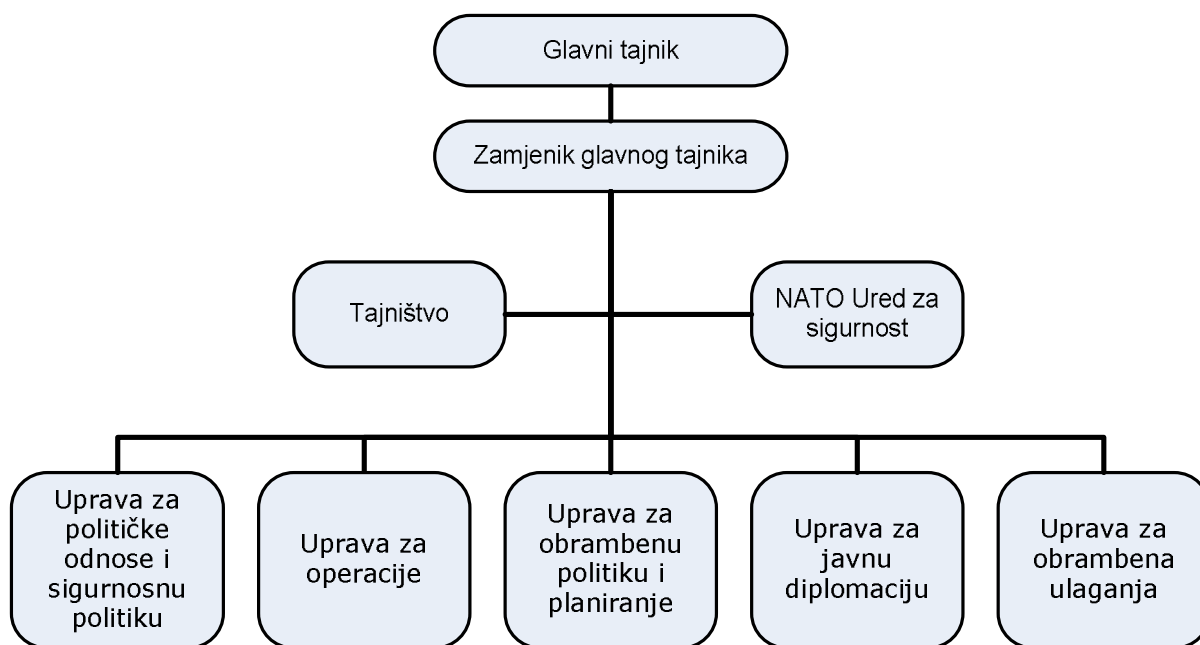 Glavni tajnik
Zamjenik glavnog tajnika
Tajništvo
NATO Ured za
sigurnost
Uprava za
političke
odnose i
sigurnosnu
politiku
Uprava za
operacije
Uprava za
obrambenu
politiku i
planiranje
Uprava za
javnu
diplomaciju
Uprava za
obrambena
ulaganja